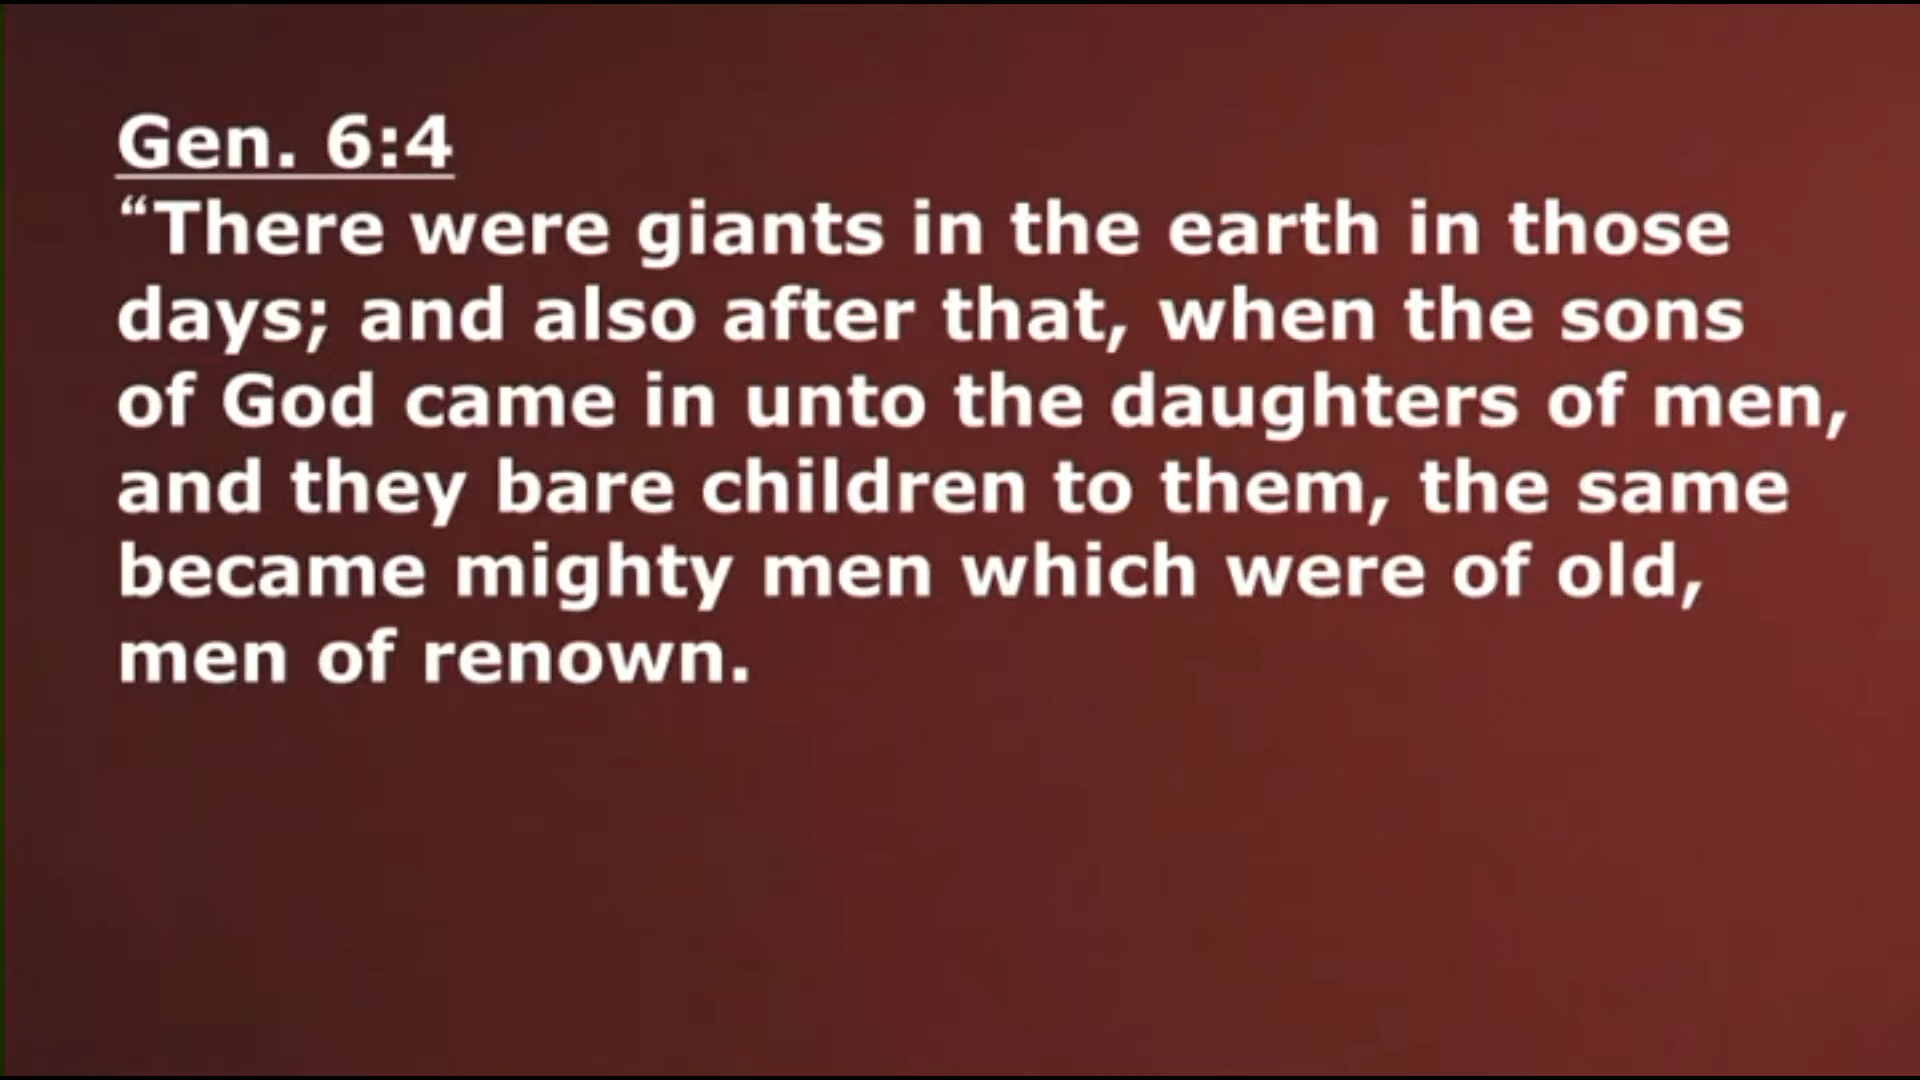 Gen. 6:4
“There were giants in the earth in those
days; and also after that, when the sons
of God came in unto the daughters of men,
and they bare children to them, the same
became mighty men which were of old,
men of renown.